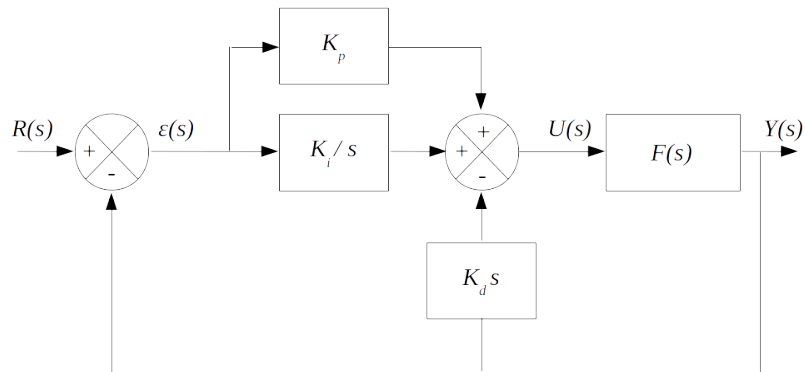 K_p
R(s)
ε(s)
+
-
K_i / s
+
+
-
U(s)
F(s)
Y(s)
K_d s